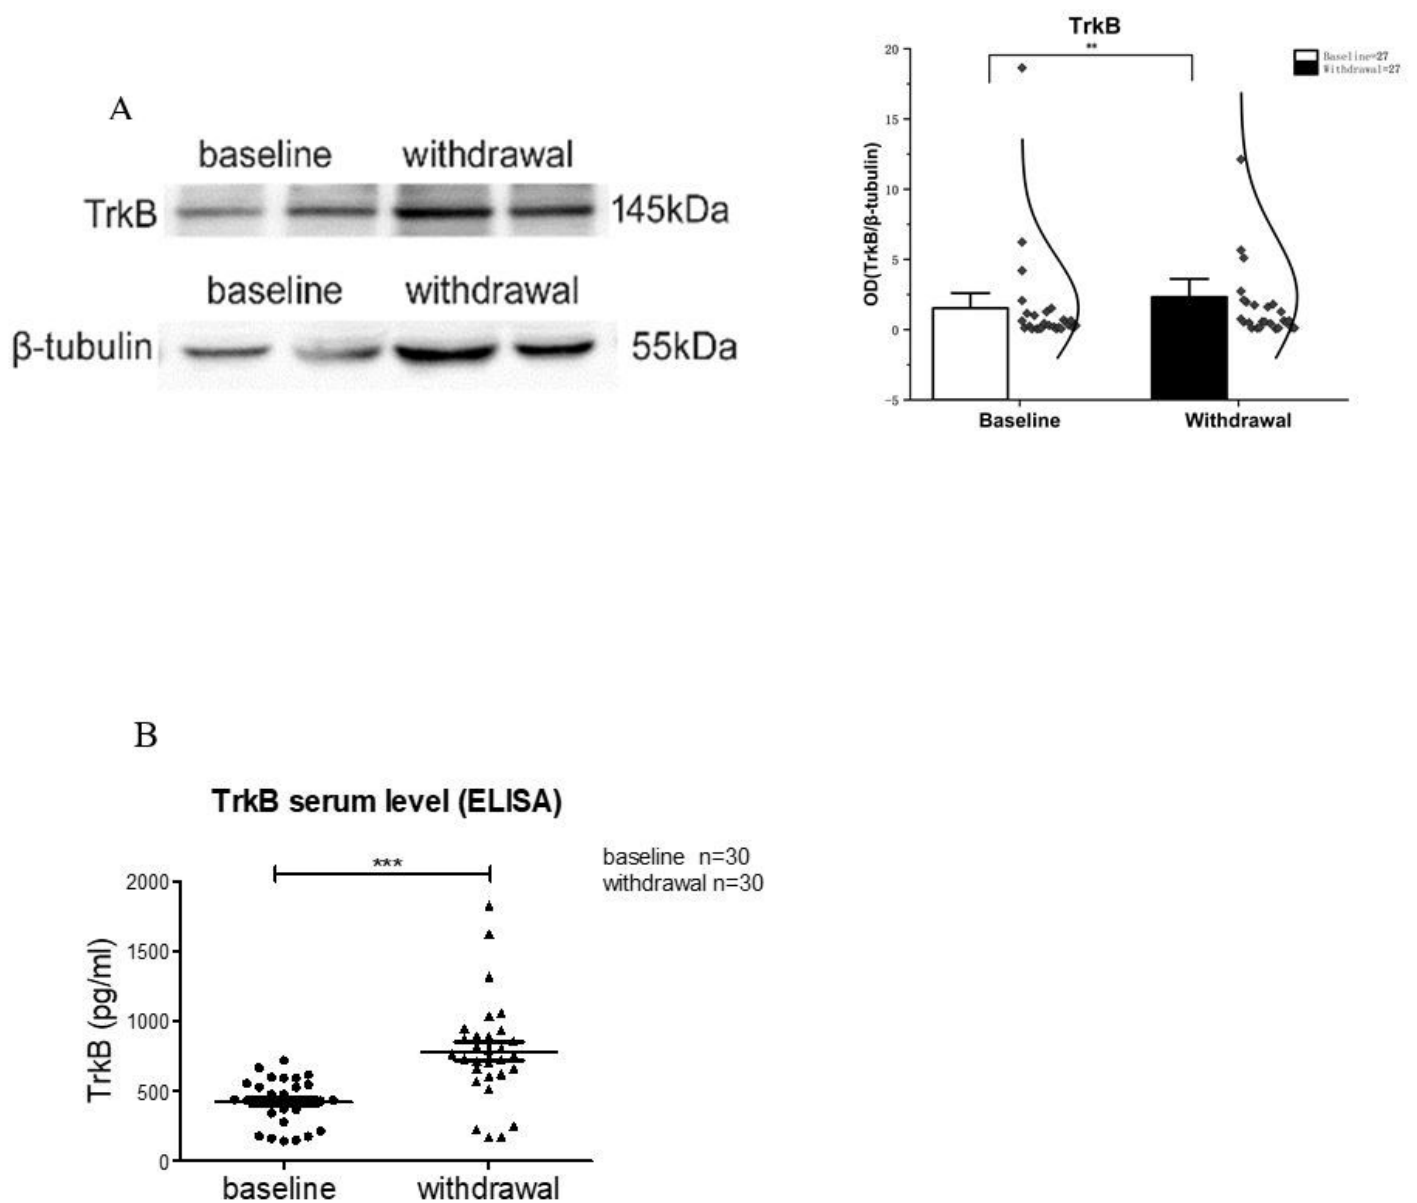 A
baseline withdrawal
TrkB 145kDa
baseline withdrawal
β-tubulin 55kDa
TrkB
**
Baseline=27
Withdrawal=27
OD(TrkB/β-tubulin)
20
15
10
5
0
-5
Baseline Withdrawal
B
TrkB serum level (ELISA)
***
baseline n=30
withdrawal n=30
TrkB (pg/ml)
2000
1500
1000
500
0
baseline withdrawal